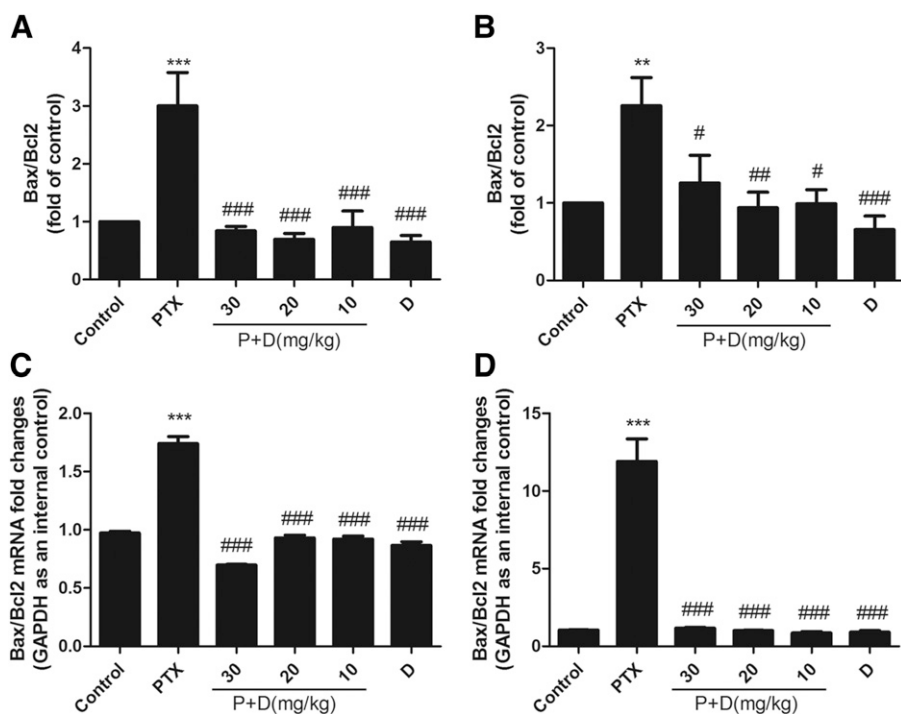 A
Bax/Bcl2
(fold of control)
4
3
2
1
0
***
###
###
###
###
Control
PTX
30
20
10
D
P+D(mg/kg)
B
Bax/Bcl2
(fold of control)
3
2
1
0
**
#
##
#
###
Control
PTX
30
20
10
D
P+D(mg/kg)
C
Bax/Bcl2 mRNA fold changes
(GAPDH as an internal control)
2.0
1.5
1.0
0.5
0.0
***
###
###
###
###
Control
PTX
30
20
10
D
P+D(mg/kg)
D
Bax/Bcl2 mRNA fold changes
(GAPDH as an internal control)
15
10
5
0
***
###
###
###
###
Control
PTX
30
20
10
D
P+D(mg/kg)